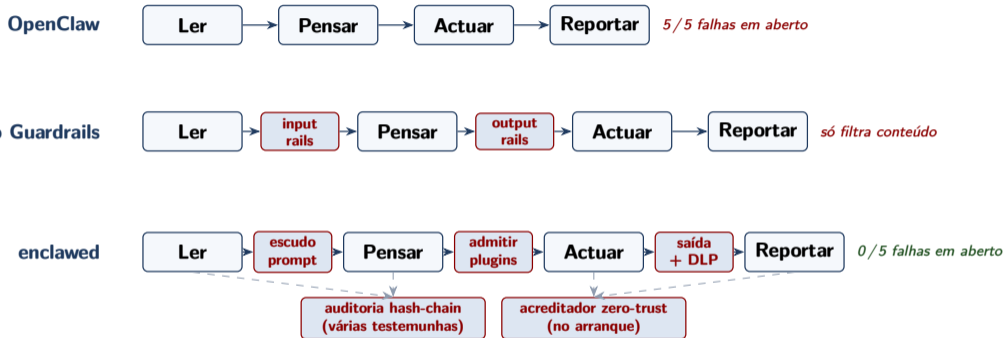 OpenClaw
Ler
Pensar
Actuar
Reportar
5/5 falhas em aberto
Guardrails
Ler
input
rails
Pensar
output
rails
Actuar
Reportar
só filtra conteúdo
enclawed
Ler
escudo
prompt
Pensar
admitir
plugins
Actuar
saída
+ DLP
Reportar
0/5 falhas em aberto
auditoria hash-chain
(várias testemunhas)
acreditador zero-trust
(no arranque)